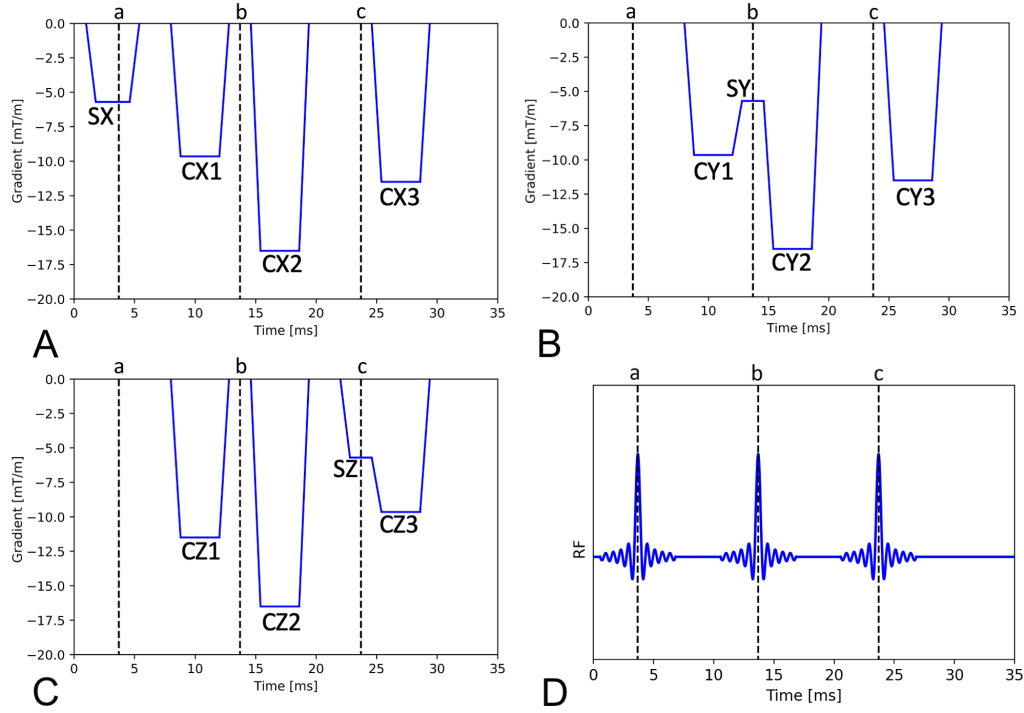 a b c
0.0
−2.5
−5.0
−7.5
−10.0
−12.5
−15.0
−17.5
−20.0
Gradient [mT/m]
SX
CX1
CX2
CX3
0 5 10 15 20 25 30 35
Time [ms]
A
a b c
0.0
−2.5
−5.0
−7.5
−10.0
−12.5
−15.0
−17.5
−20.0
Gradient [mT/m]
SY
CY1
CY2
CY3
0 5 10 15 20 25 30 35
Time [ms]
B
a b c
0.0
−2.5
−5.0
−7.5
−10.0
−12.5
−15.0
−17.5
−20.0
Gradient [mT/m]
SZ
CZ1
CZ2
CZ3
0 5 10 15 20 25 30 35
Time [ms]
C
a b c
RF
0 5 10 15 20 25 30 35
Time [ms]
D